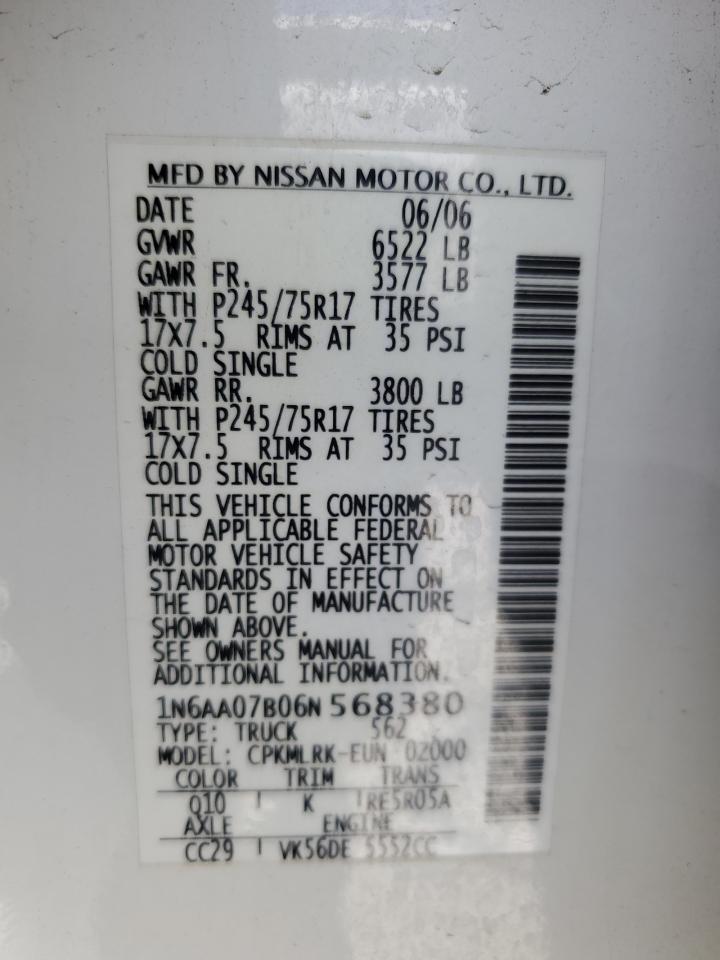 MFD BY NISSAN MOTOR CO., LTD.
DATE 06/06
GVWR 6522 LB
GAWR FR. 3577 LB
WITH P245/75R17 TIRES
17X7.5 RIMS AT 35 PSI
COLD SINGLE
GAWR RR. 3800 LB
WITH P245/75R17 TIRES
17X7.5 RIMS AT 35 PSI
COLD SINGLE
THIS VEHICLE CONFORMS TO
ALL APPLICABLE FEDERAL
MOTOR VEHICLE SAFETY
STANDARDS IN EFFECT ON
THE DATE OF MANUFACTURE
SHOWN ABOVE.
SEE OWNERS MANUAL FOR
ADDITIONAL INFORMATION.
1N6AA07B06N 568380
TYPE: TRUCK 562
MODEL: CPKMLRK-EUN 02000
COLOR TRIM TRANS
Q10 K RE5R05A
AXLE ENGINE
CC29 VK56DE 5552CC